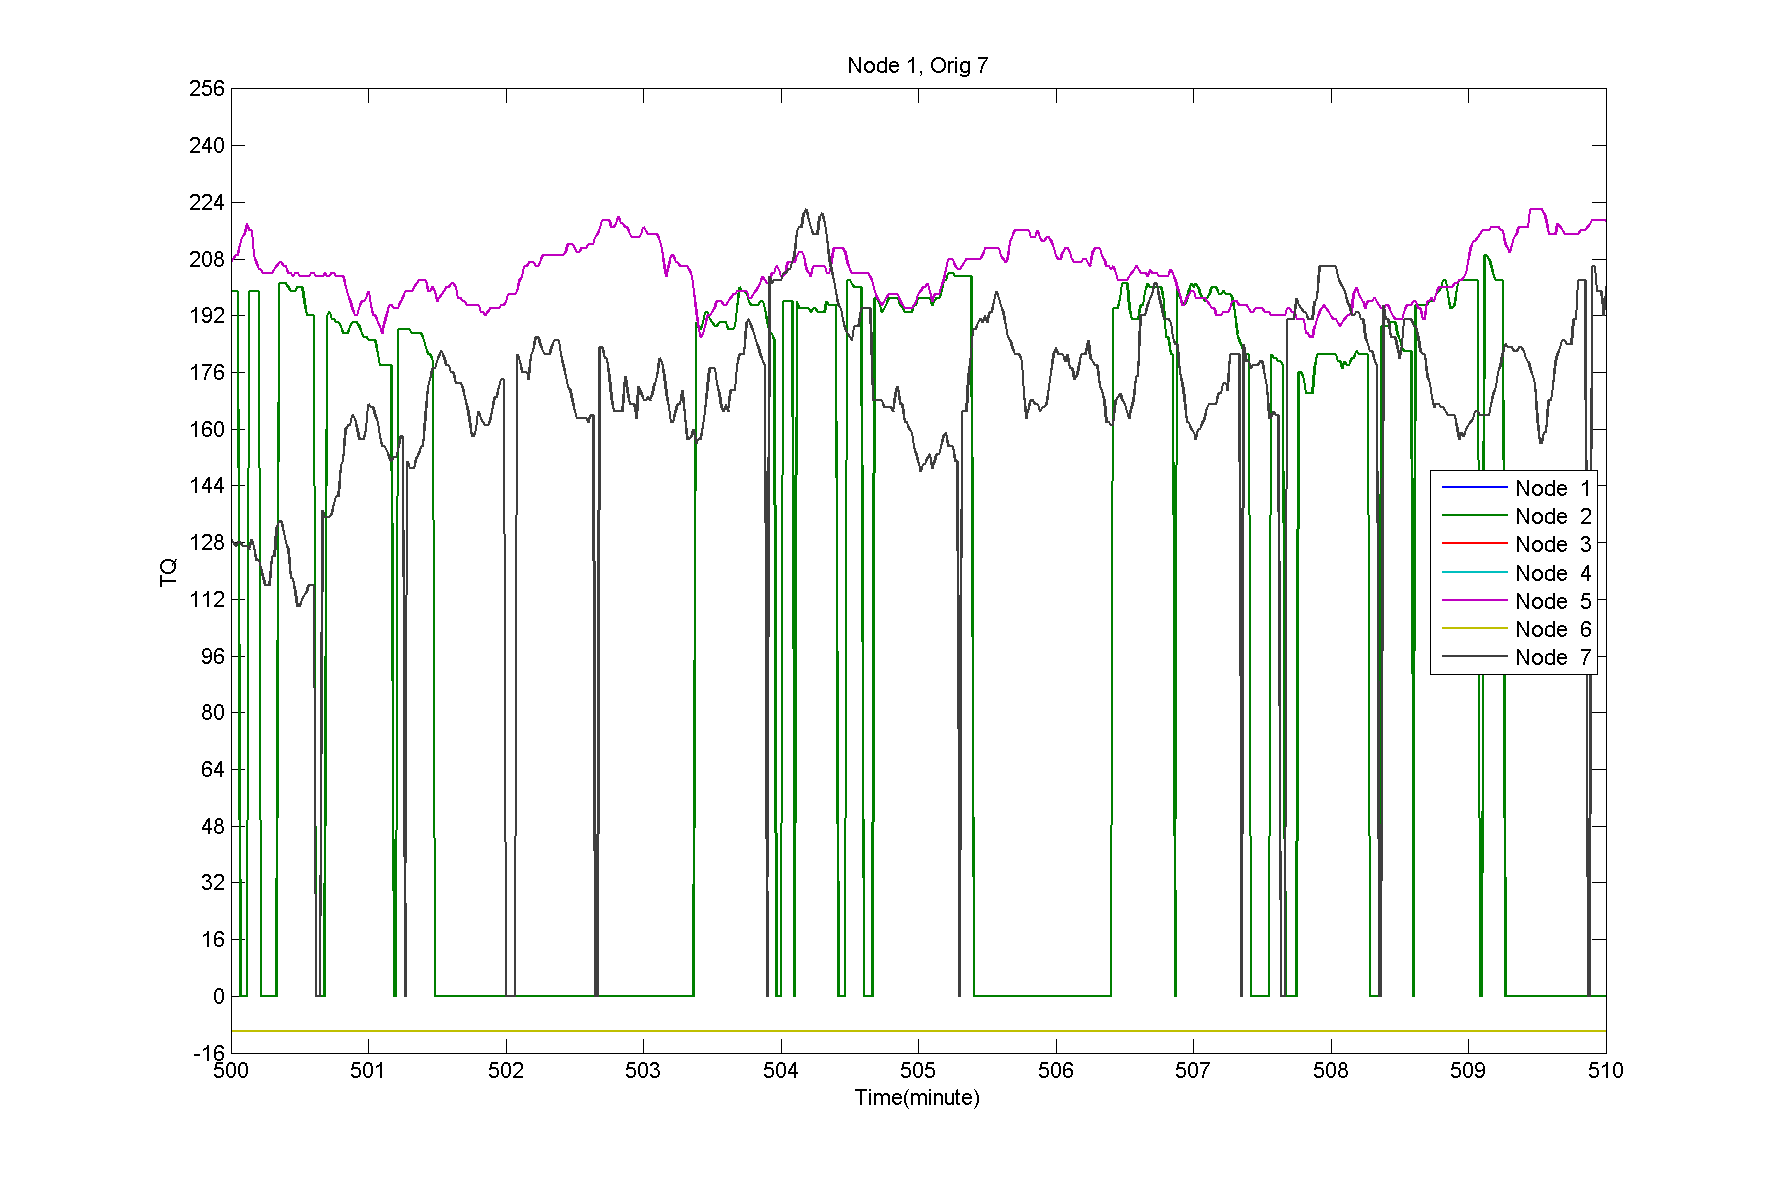 Node 1, Orig 7
256
240
224
208
192
176
160
144
128
112
96
80
64
48
32
16
0
-16
TQ
Node 1
Node 2
Node 3
Node 4
Node 5
Node 6
Node 7
500 501 502 503 504 505 506 507 508 509 510
Time(minute)